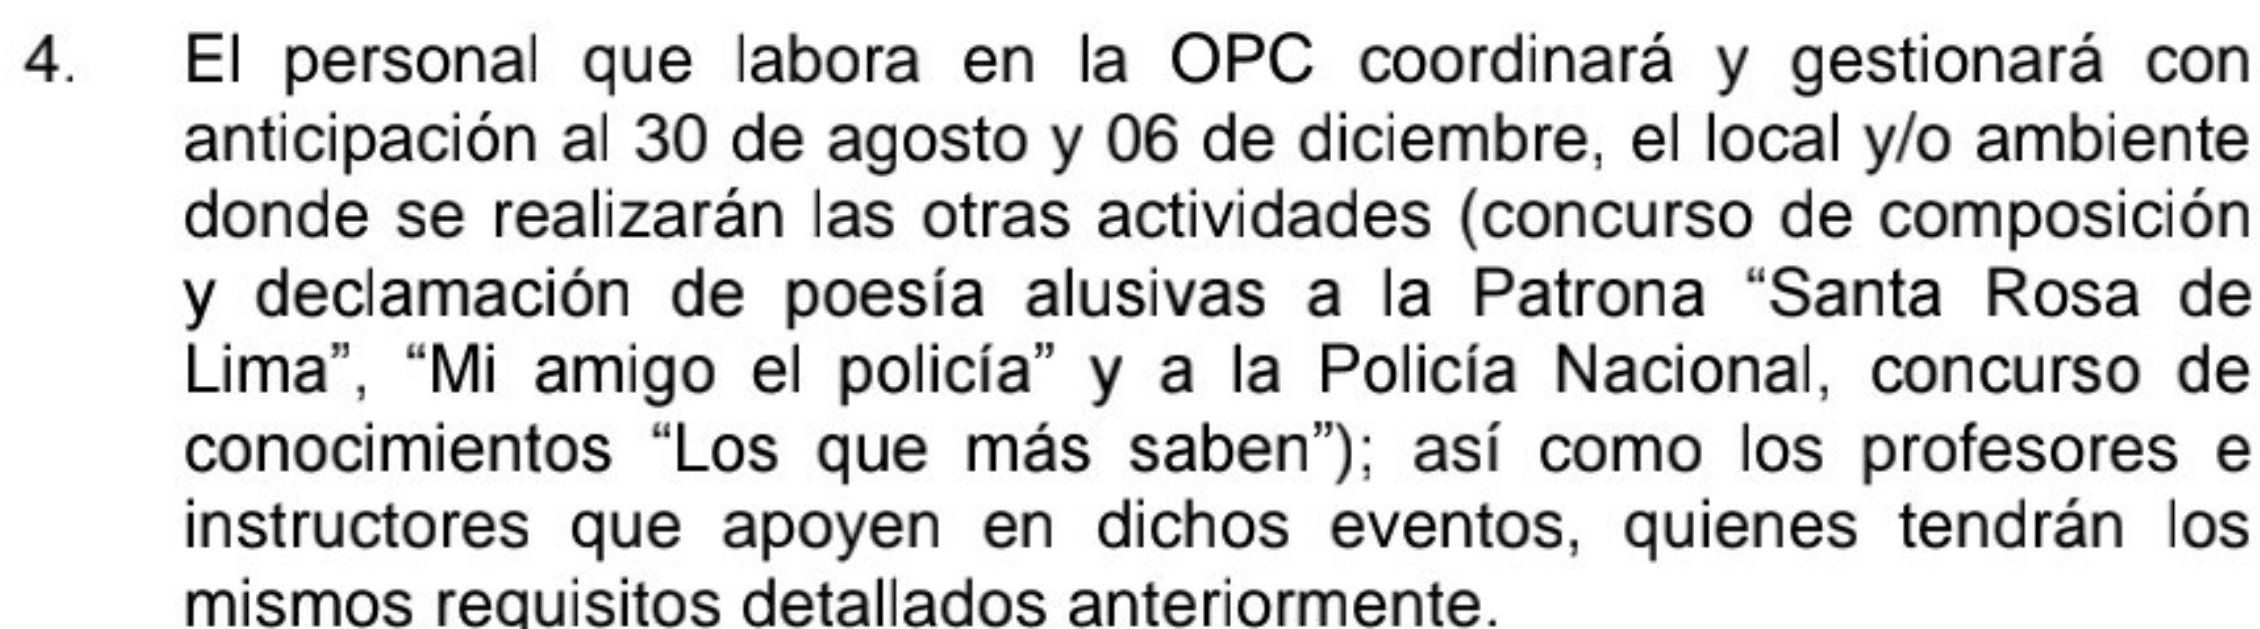 4. El personal que labora en la OPC coordinará y gestionará con
anticipación al 30 de agosto y 06 de diciembre, el local y/o ambiente
donde se realizarán las otras actividades (concurso de composición
y declamación de poesía alusivas a la Patrona “Santa Rosa de
Lima”, “Mi amigo el policía” y a la Policía Nacional, concurso de
conocimientos “Los que más saben”); así como los profesores e
instructores que apoyen en dichos eventos, quienes tendrán los
mismos requisitos detallados anteriormente.